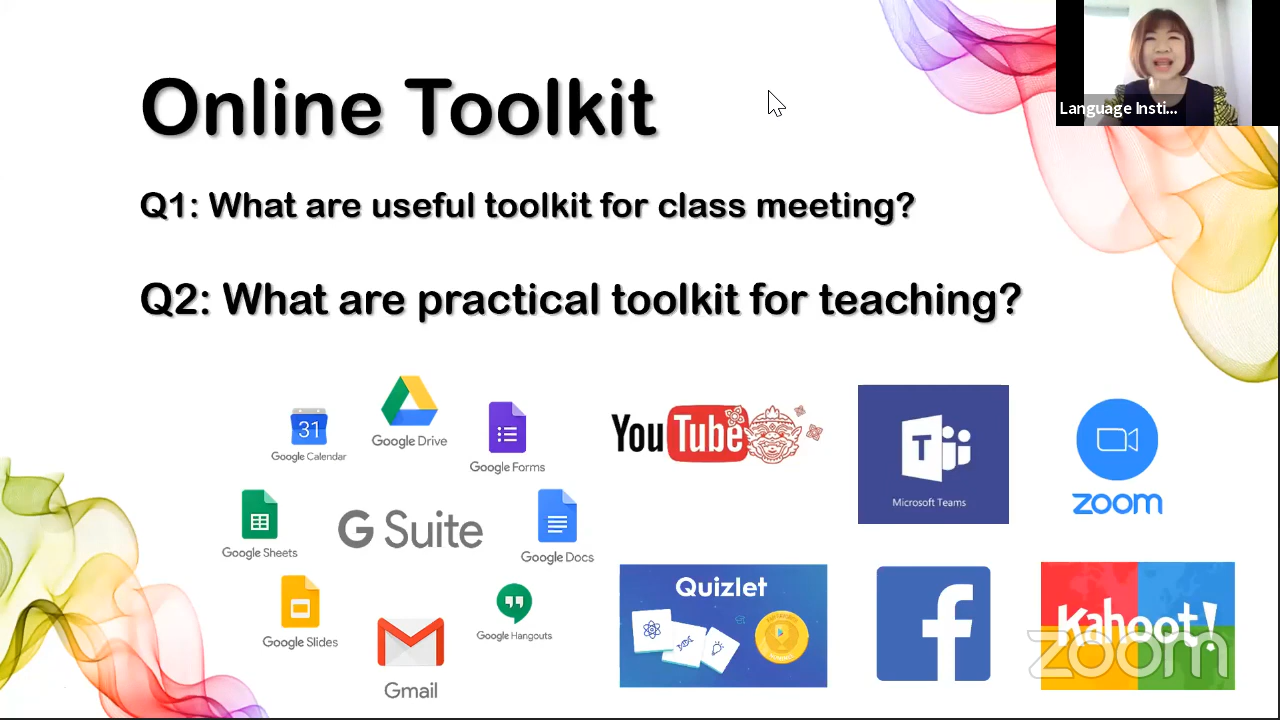 Online Toolkit
Language Insti...
Q1: What are useful toolkit for class meeting?
Q2: What are practical toolkit for teaching?
31
Google Calendar
Google Drive
Google Forms
YouTube
T
Microsoft Teams
zoom
Google Sheets
G Suite
Google Docs
Google Slides
Gmail
Google Hangouts
Quizlet
f
Kahoot!
zoom